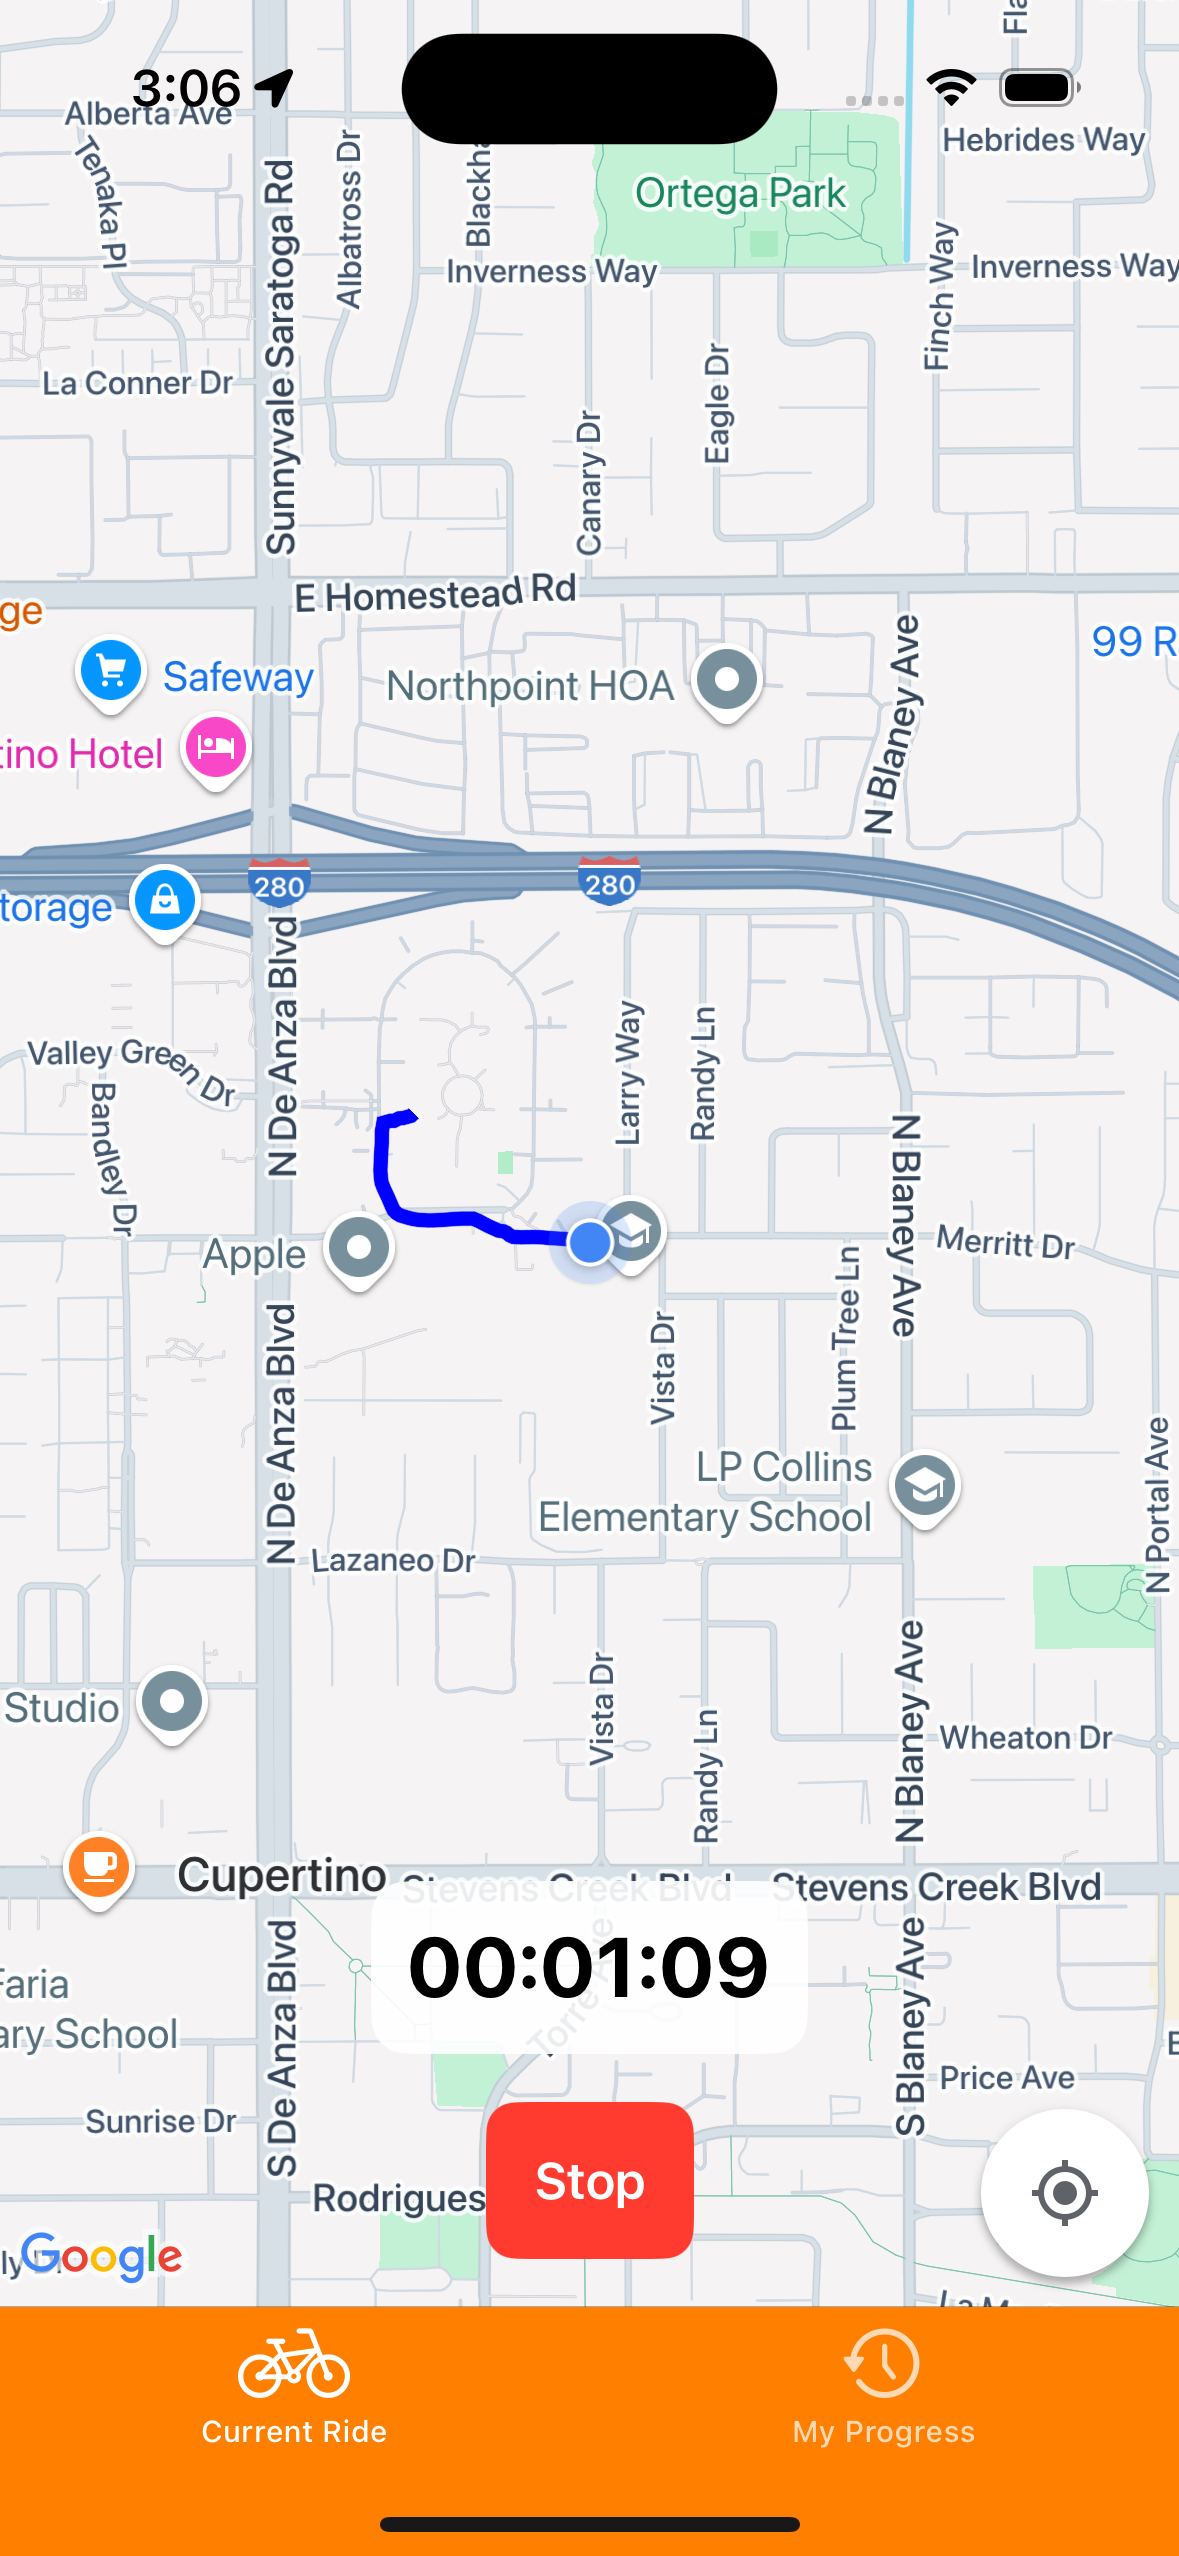 3:06
Alberta Ave
Tenaka Pl
Albatross Dr
Hebrides Way
Ortega Park
Sunnyvale Saratoga Rd
Inverness Way
Inverness Way
Finch Way
La Conner Dr
Eagle Dr
Canary Dr
E Homestead Rd
Safeway
Northpoint HOA
N Blaney Ave
tino Hotel
280
280
torage
N De Anza Blvd
Larry Way
Randy Ln
Valley Green Dr
Bandley Dr
N Blaney Ave
Apple
Merritt Dr
Plum Tree Ln
Vista Dr
N De Anza Blvd
LP Collins
Elementary School
N Portal Ave
Lazaneo Dr
Vista Dr
N Blaney Ave
Studio
Randy Ln
Wheaton Dr
Cupertino
Stevens Creek Blvd
Stevens Creek Blvd
00:01:09
Torre Ave
S De Anza Blvd
S Blaney Ave
Faria
ary School
Price Ave
Sunrise Dr
Stop
Rodrigues
Google
Current Ride
My Progress